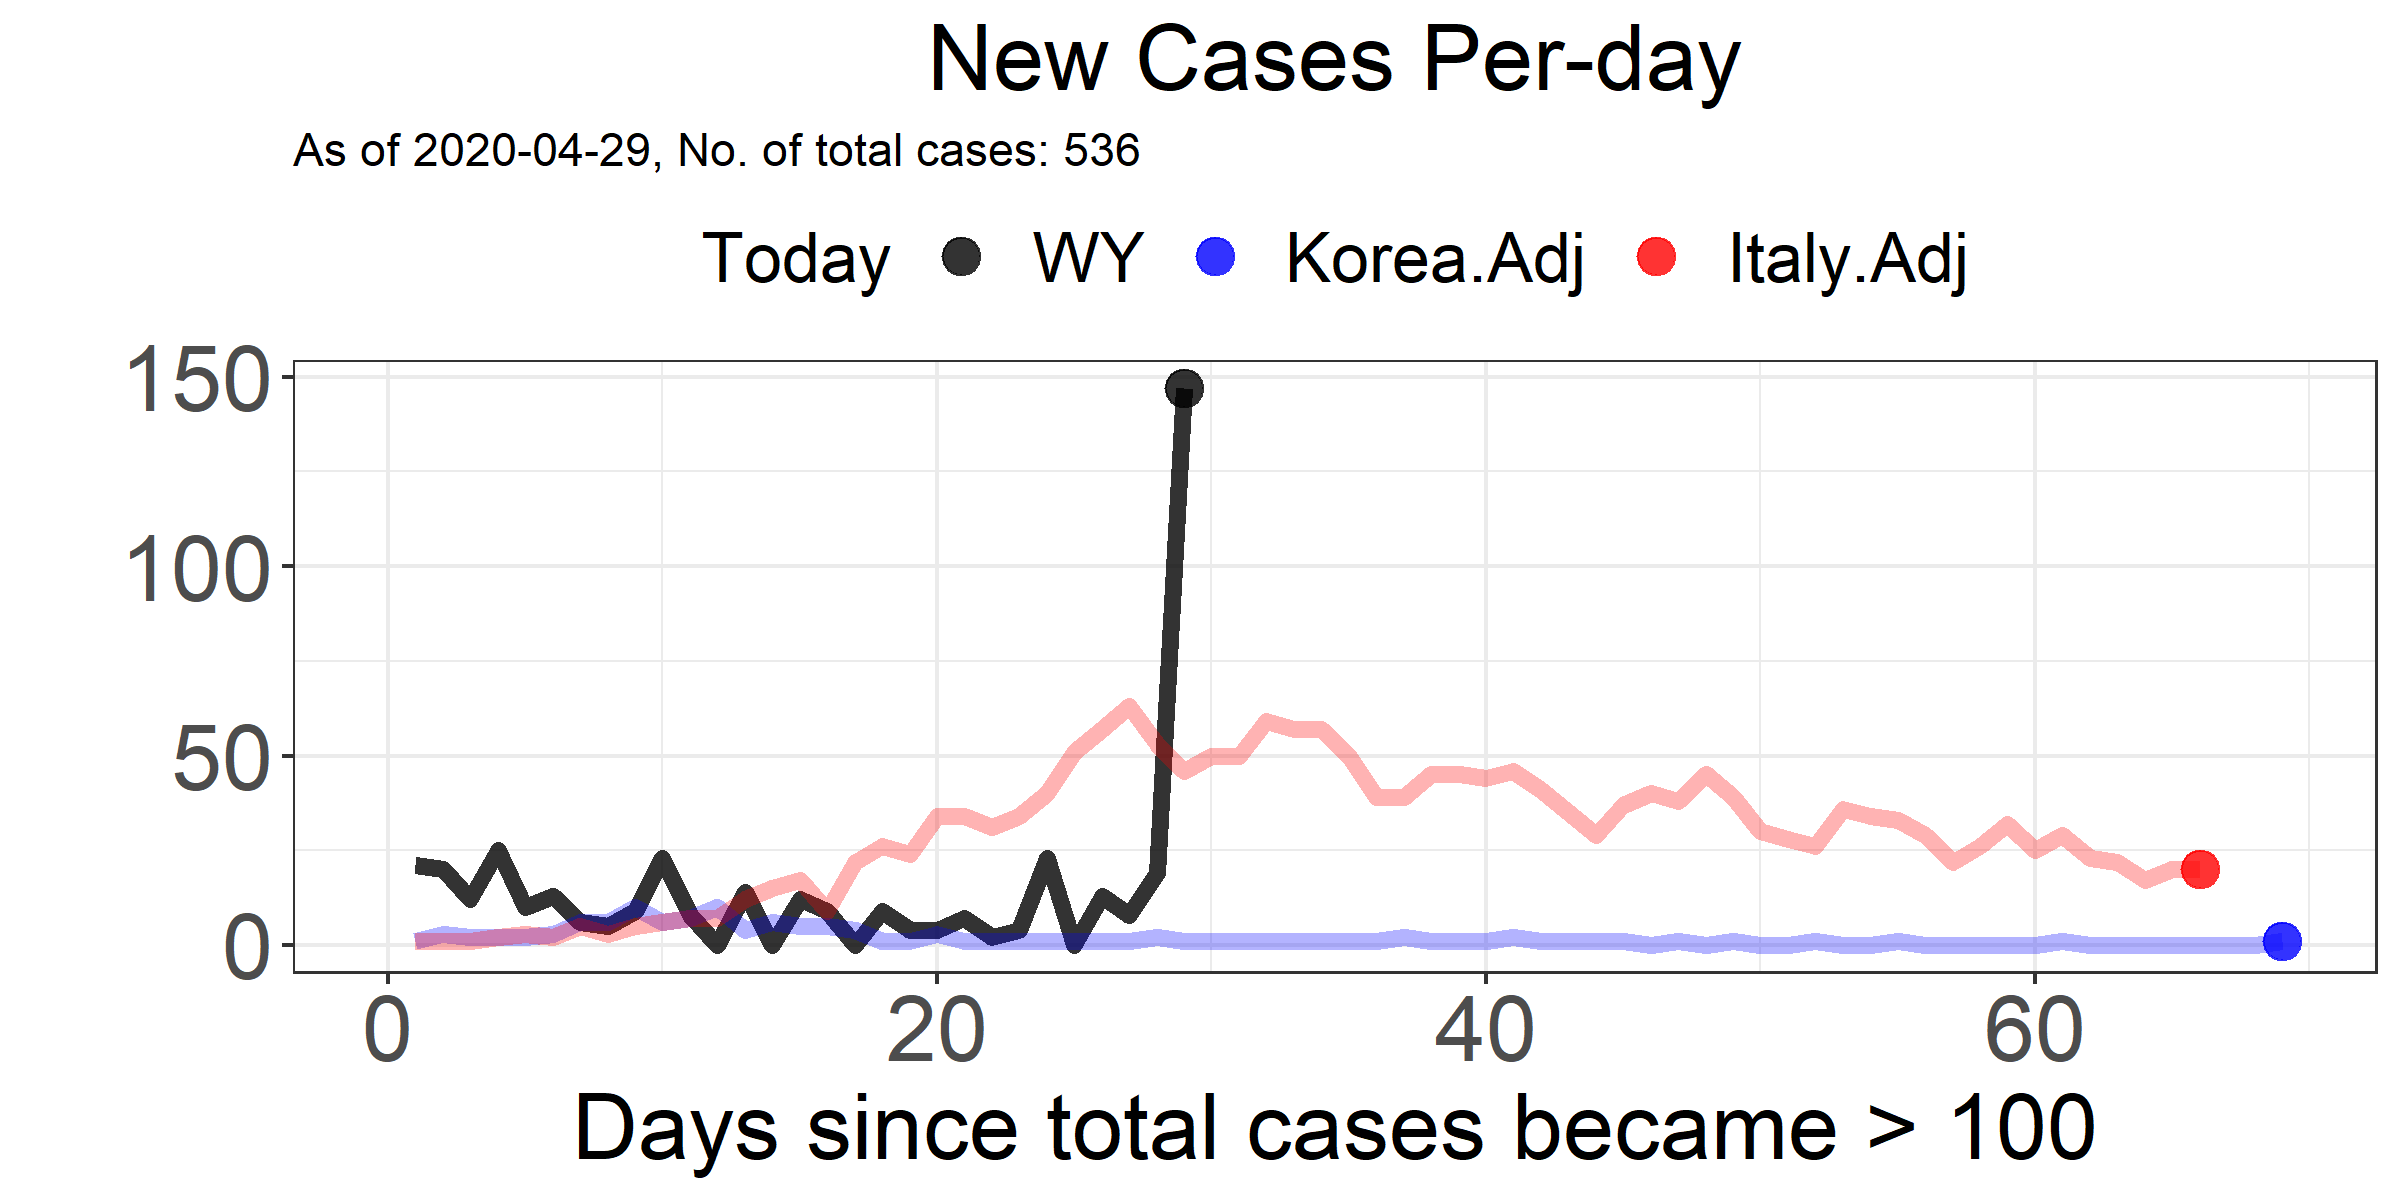 New Cases Per-day
As of 2020-04-29, No. of total cases: 536
Today WY Korea.Adj Italy.Adj
150
100
50
0
0 20 40 60
Days since total cases became > 100